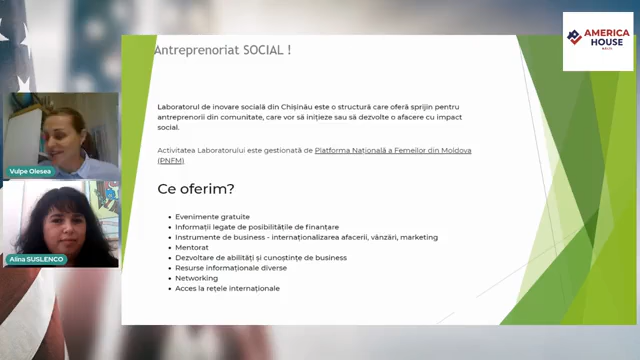 AMERICA
HOUSE
BĂLȚI
Antreprenoriat SOCIAL !
Laboratorul de inovare socială din Chișinău este o structură care oferă sprijin pentru
antreprenorii din comunitate, care vor să inițieze sau să dezvolte o afacere cu impact
social.
Activitatea Laboratorului este gestionată de Platforma Națională a Femeilor din Moldova
(PNFM)
Ce oferim?
Evenimente gratuite
Informații legate de posibilitățile de finanțare
Instrumente de business - internaționalizarea afacerii, vânzări, marketing
Mentorat
Dezvoltare de abilități și cunoștințe de business
Resurse informaționale diverse
Networking
Acces la rețele internaționale
Vulpe Olesea
Alina SUSLENCO